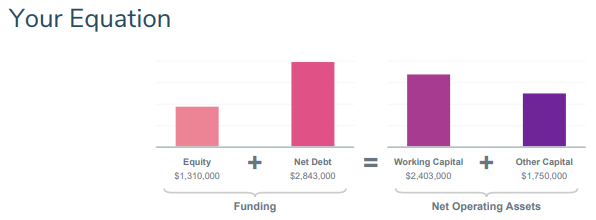 Your Equation
Equity + Net Debt = Working Capital + Other Capital
$1,310,000 $2,843,000 $2,403,000 $1,750,000
Funding Net Operating Assets